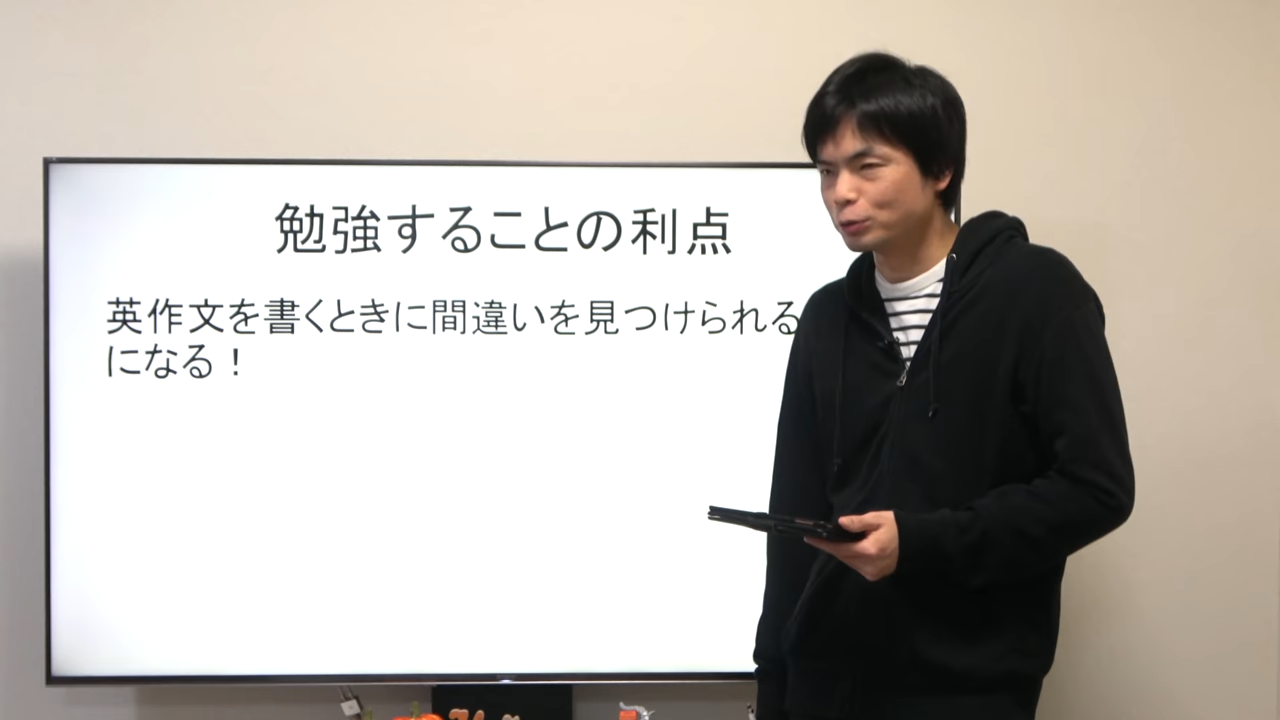 勉強することの利点
英作文を書くときに間違いを見つけられる
になる！